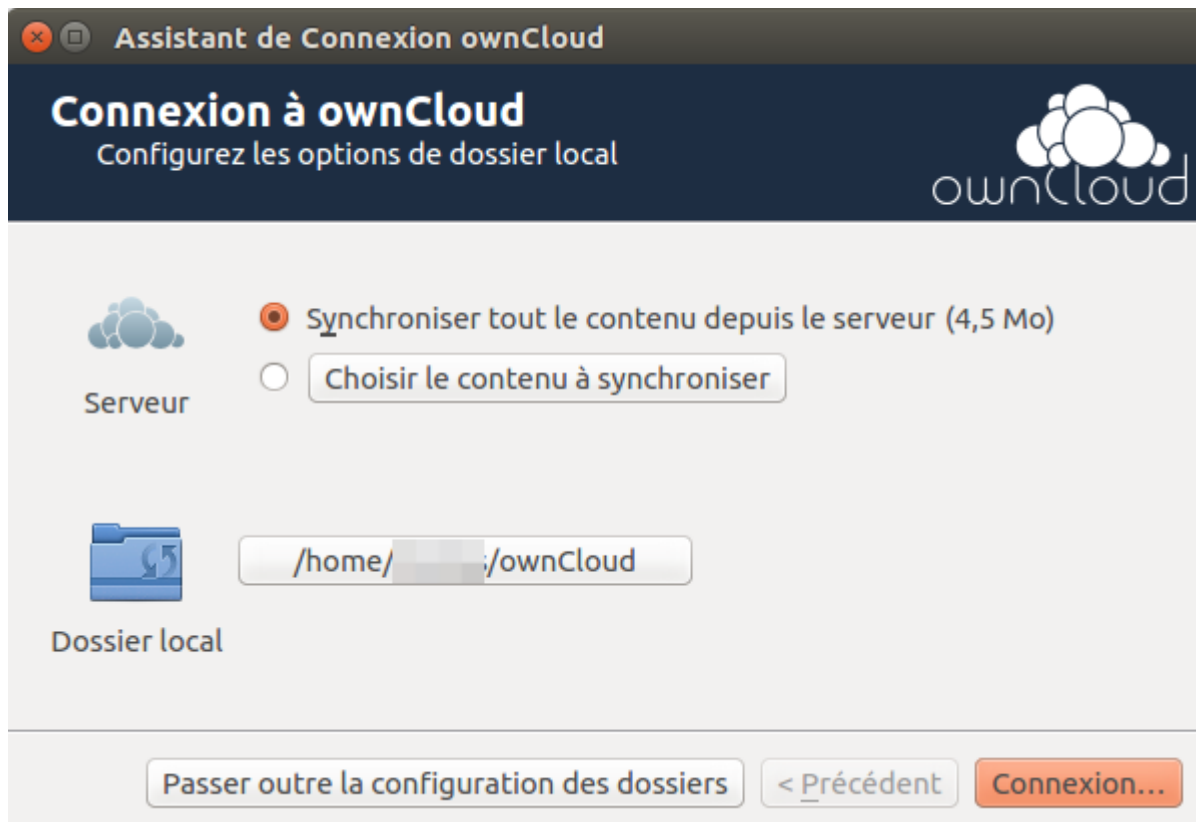 Assistant de Connexion ownCloud
Connexion à ownCloud
Configurez les options de dossier local
ownCloud
Synchroniser tout le contenu depuis le serveur (4,5 Mo)
Choisir le contenu à synchroniser
Serveur
/home/ /ownCloud
Dossier local
Passer outre la configuration des dossiers
< Précédent
Connexion...